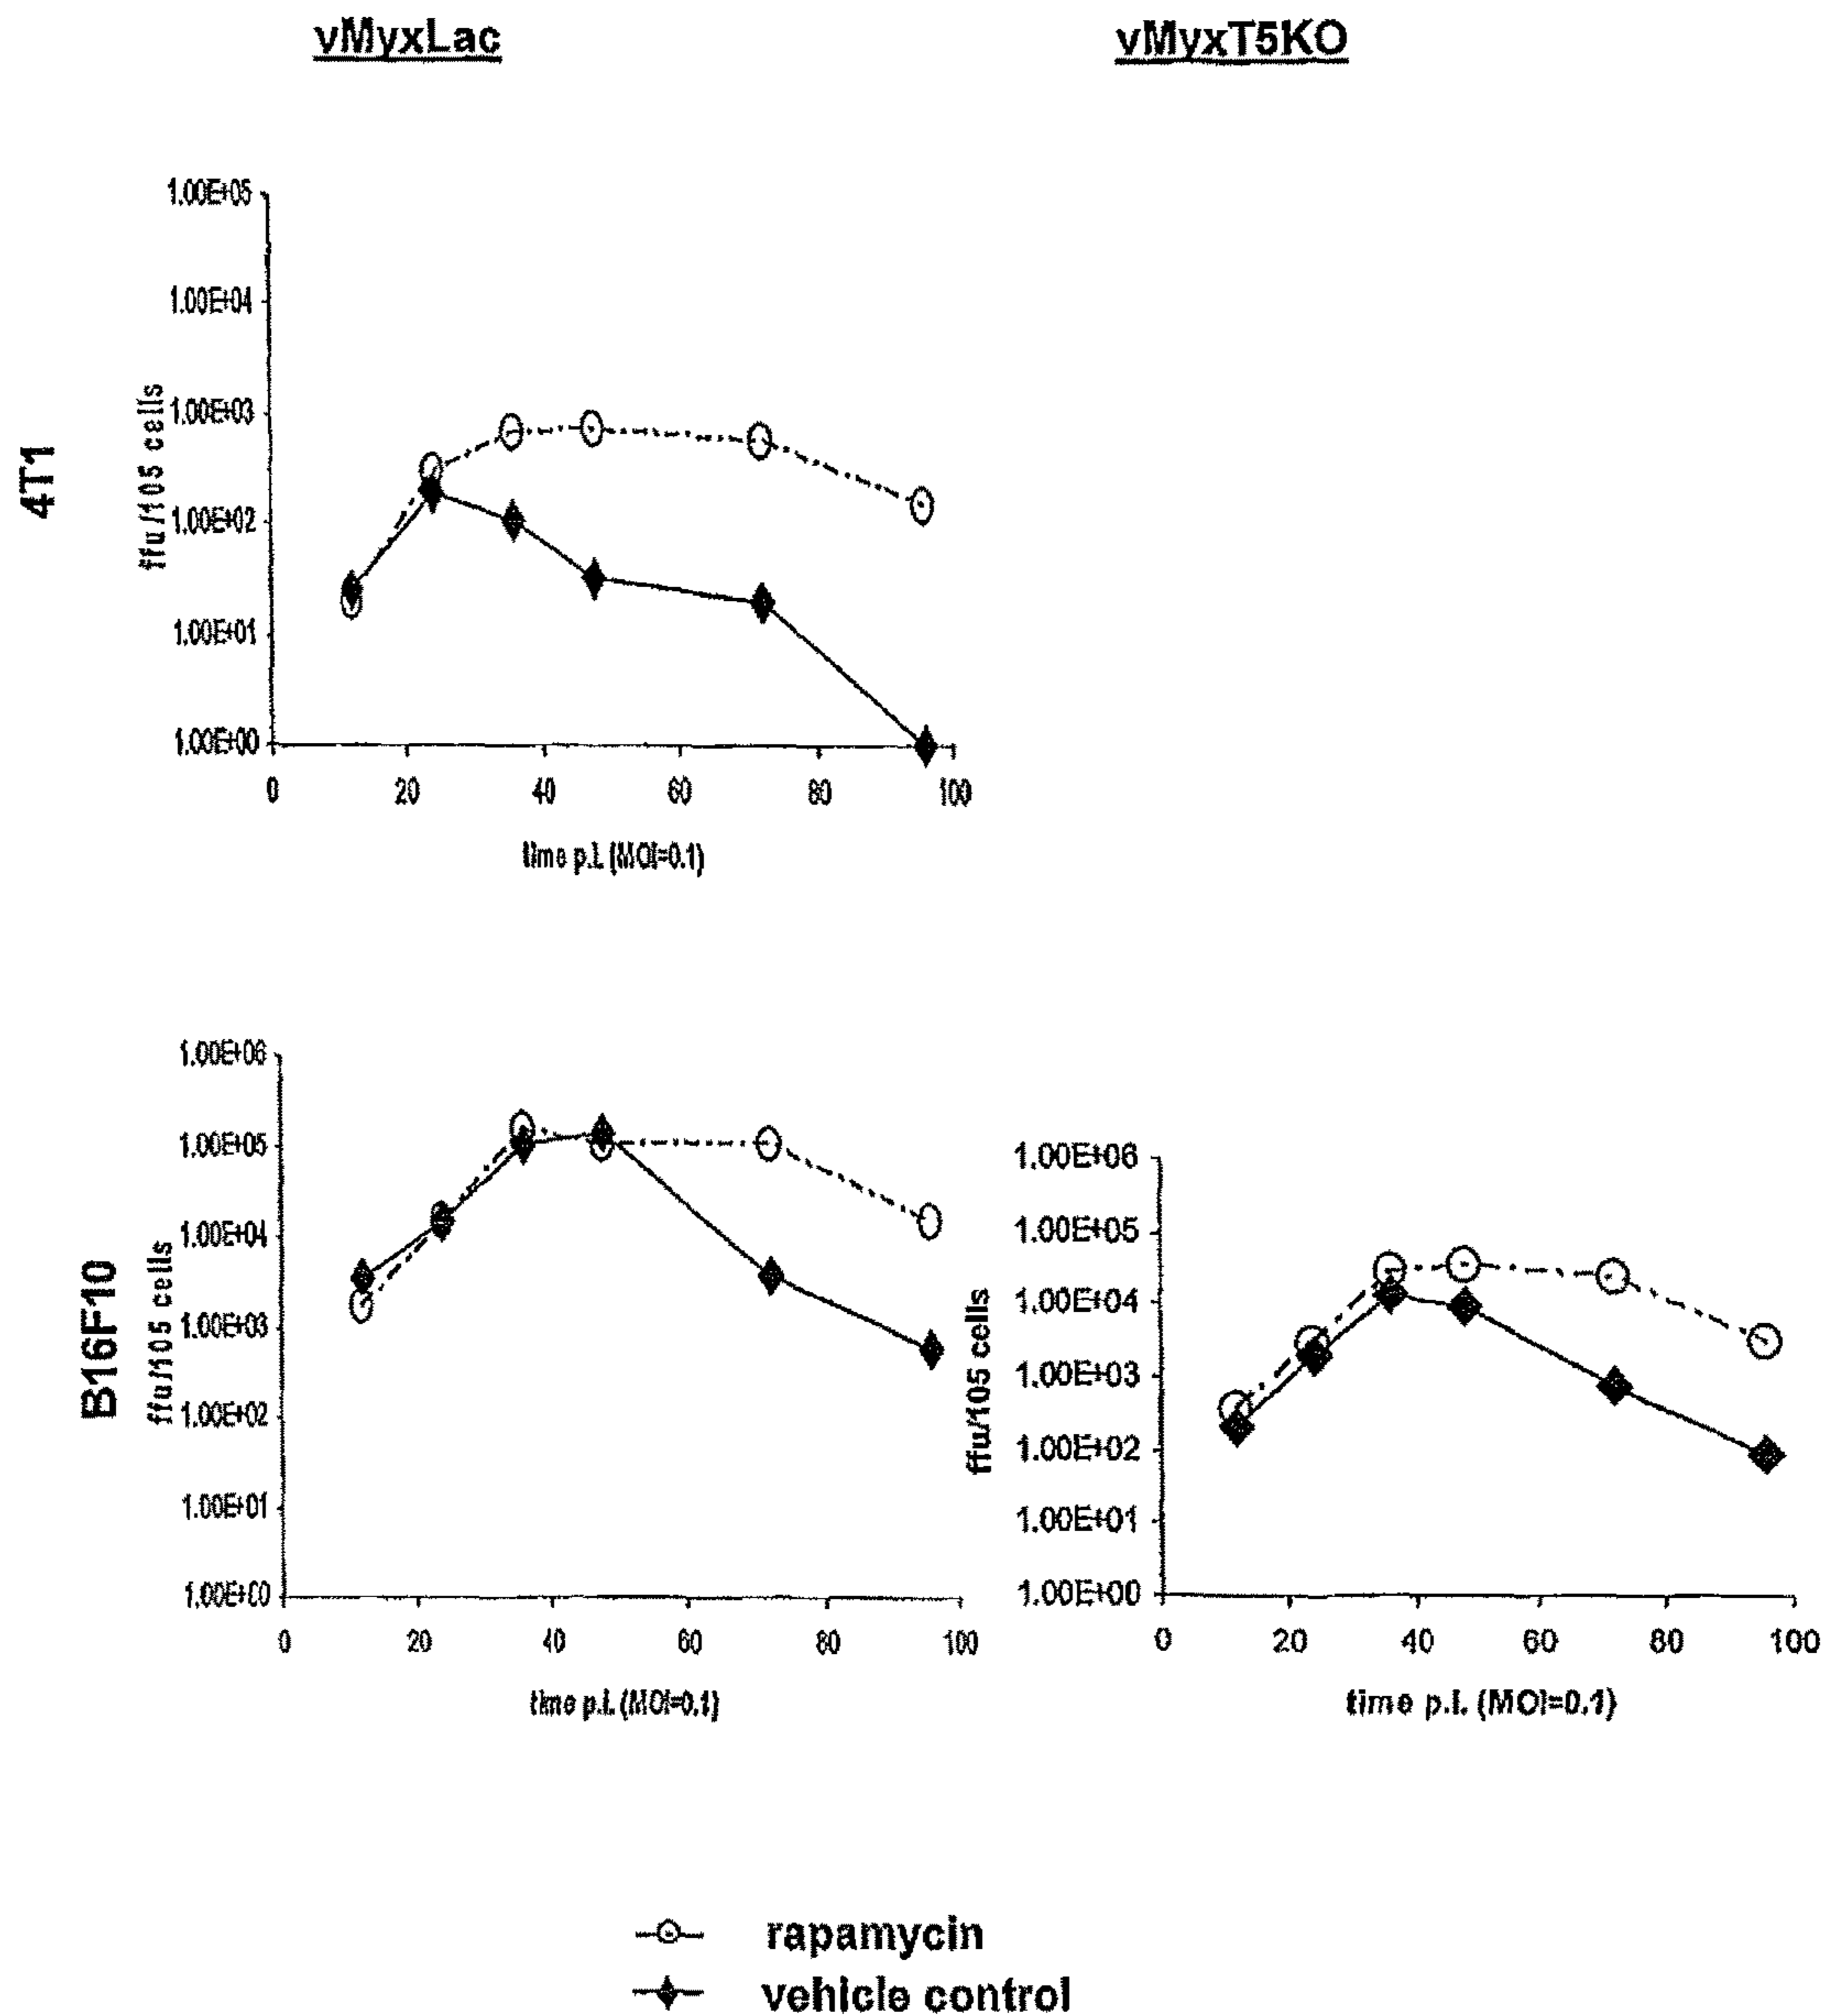 vMyxLac
vMyxT5KO
4T1
ffu/105 cells
1.00E+05
1.00E+04
1.00E+03
1.00E+02
1.00E+01
1.00E+00
0 20 40 60 80 100
time p.i. (MOI=0.1)
B16F10
ffu/105 cells
1.00E+06
1.00E+05
1.00E+04
1.00E+03
1.00E+02
1.00E+01
1.00E+00
0 20 40 60 80 100
time p.i. (MOI=0.1)
ffu/105 cells
1.00E+06
1.00E+05
1.00E+04
1.00E+03
1.00E+02
1.00E+01
1.00E+00
0 20 40 60 80 100
time p.i. (MOI=0.1)
rapamycin
vehicle control